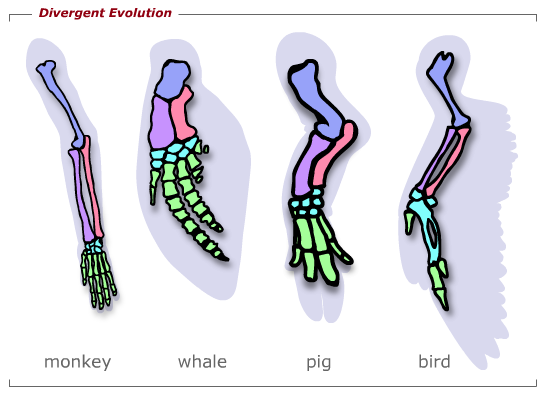 Divergent Evolution
monkey whale pig bird